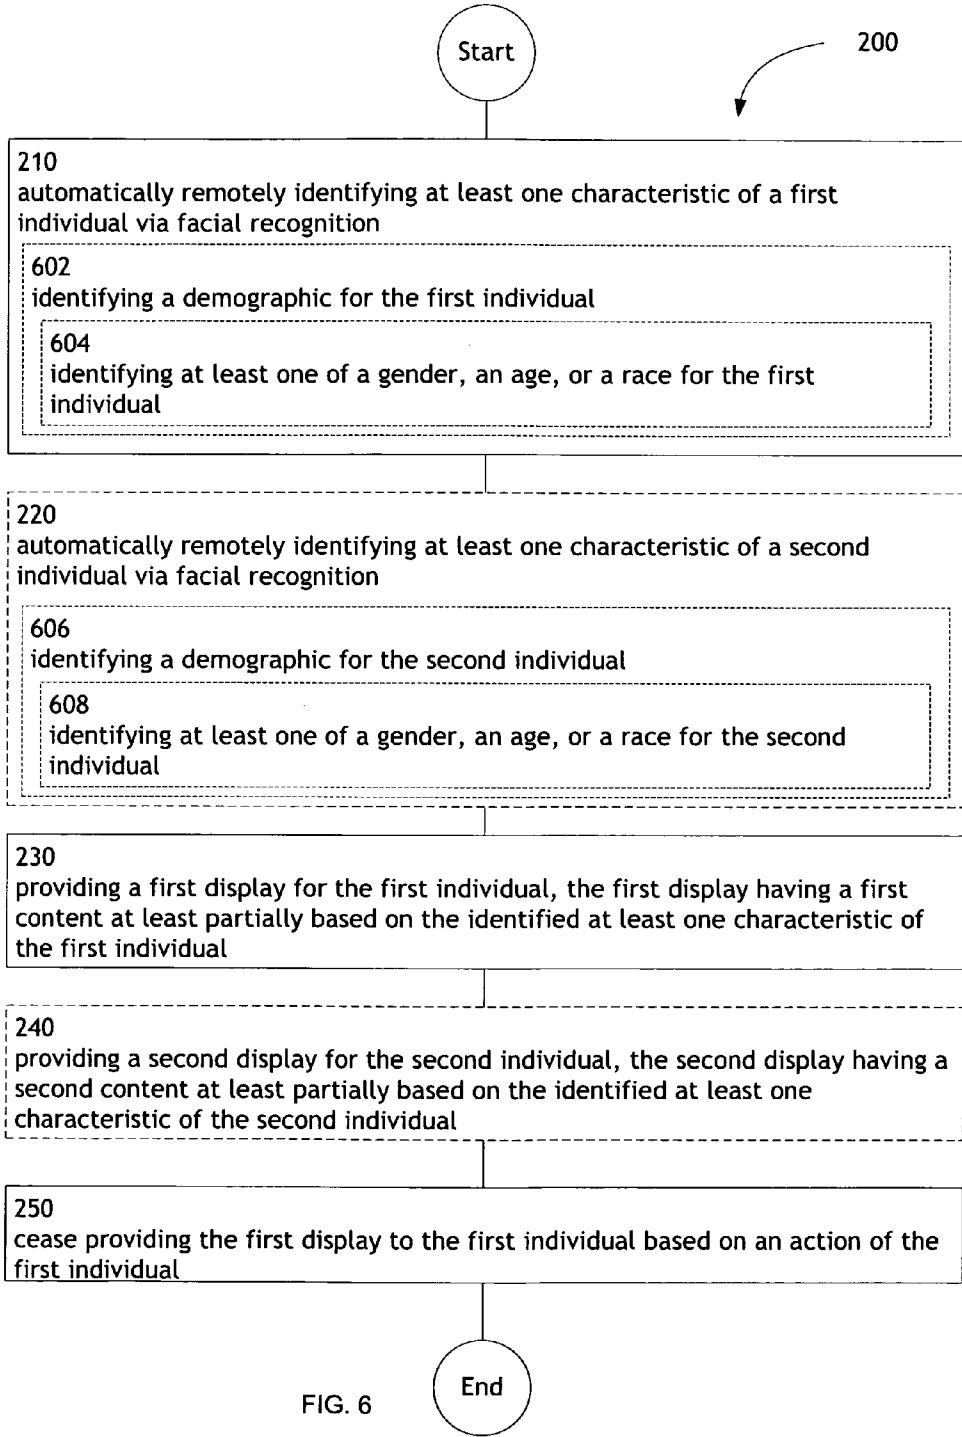 Start
200
210
automatically remotely identifying at least one characteristic of a first
individual via facial recognition
602
identifying a demographic for the first individual
604
identifying at least one of a gender, an age, or a race for the first
individual
220
automatically remotely identifying at least one characteristic of a second
individual via facial recognition
606
identifying a demographic for the second individual
608
identifying at least one of a gender, an age, or a race for the second
individual
230
providing a first display for the first individual, the first display having a first
content at least partially based on the identified at least one characteristic of
the first individual
240
providing a second display for the second individual, the second display having a
second content at least partially based on the identified at least one
characteristic of the second individual
250
cease providing the first display to the first individual based on an action of the
first individual
End
FIG. 6